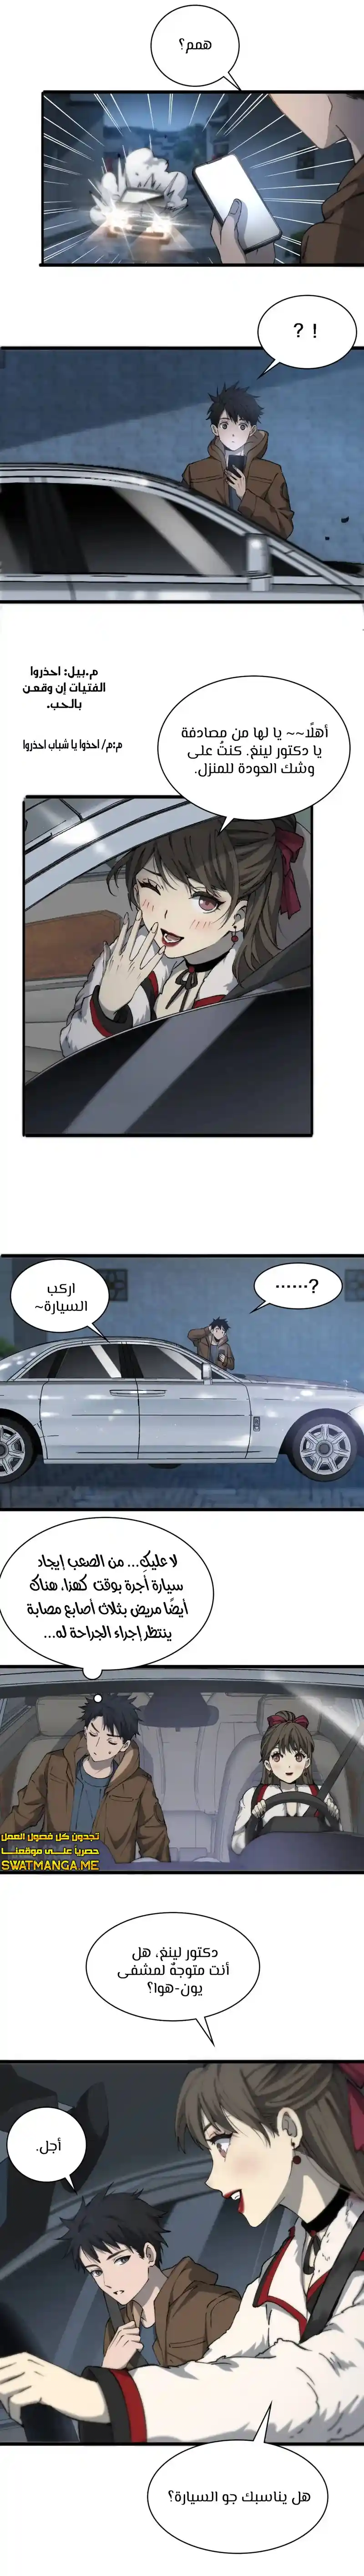 همم؟
؟ !
م.بيل: احذروا
الفتيات إن وقعن
بالحب.
م:م/ احذوا يا شباب احذروا
أهلًا~~ يا لها من مصادفة
يا دكتور لينغ. كنتُ على
وشك العودة للمنزل.
؟······
اركب
السيارة~
لا عليكِ... من الصعب إيجاد
سيارة أجرة بوقت كهذا. هناك
أيضًا مريض بثلاث أصابع مصابة
ينتظر إجراء الجراحة له...
تجدون كل فصول العمل
حصريا على موقعنا
SWATMANGA.ME
دكتور لينغ، هل
أنت متوجهٌ لمشفى
يون-هوا؟
أجل.
هل يناسبك جو السيارة؟